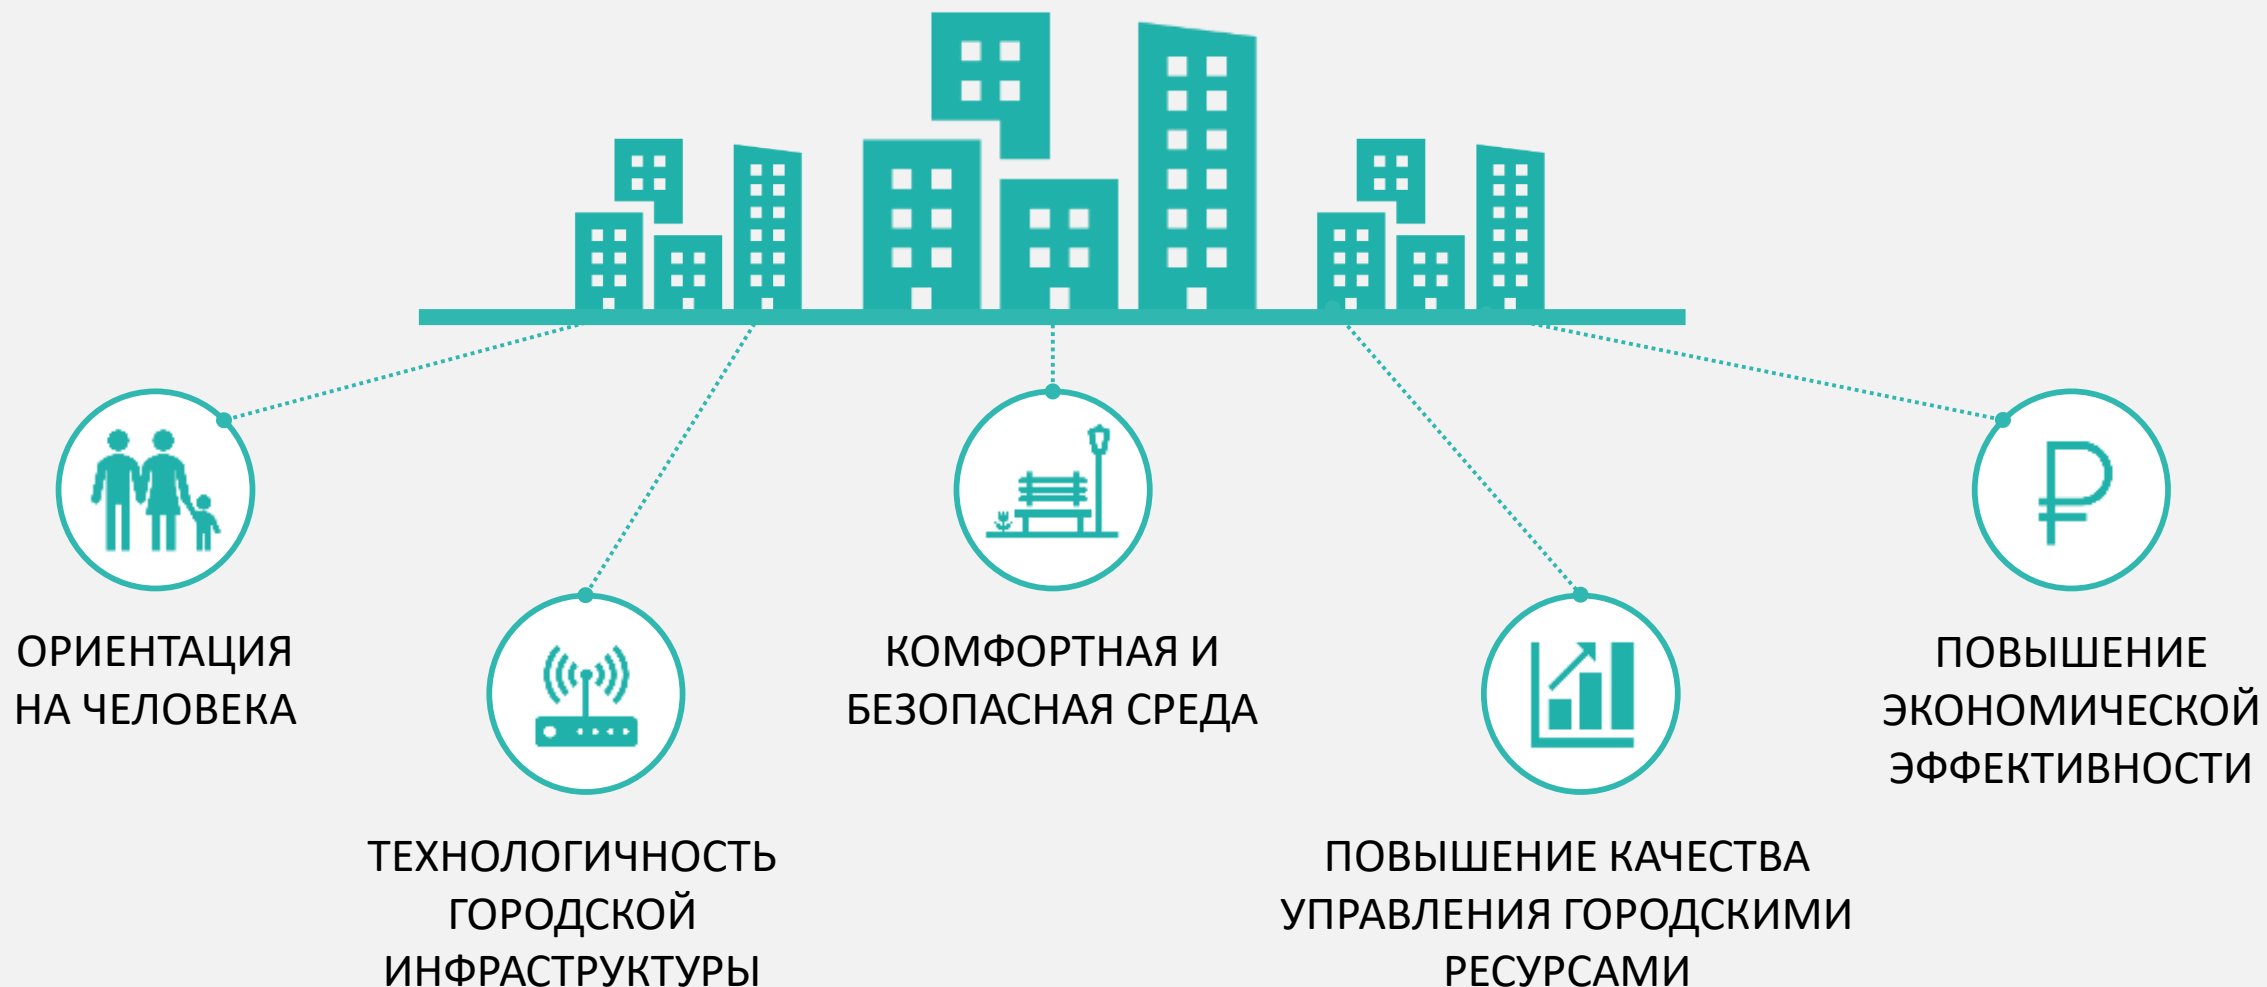 ОРИЕНТАЦИЯ
НА ЧЕЛОВЕКА
ТЕХНОЛОГИЧНОСТЬ
ГОРОДСКОЙ
ИНФРАСТРУКТУРЫ
КОМФОРТНАЯ И
БЕЗОПАСНАЯ СРЕДА
ПОВЫШЕНИЕ КАЧЕСТВА
УПРАВЛЕНИЯ ГОРОДСКИМИ
РЕСУРСАМИ
ПОВЫШЕНИЕ
ЭКОНОМИЧЕСКОЙ
ЭФФЕКТИВНОСТИ